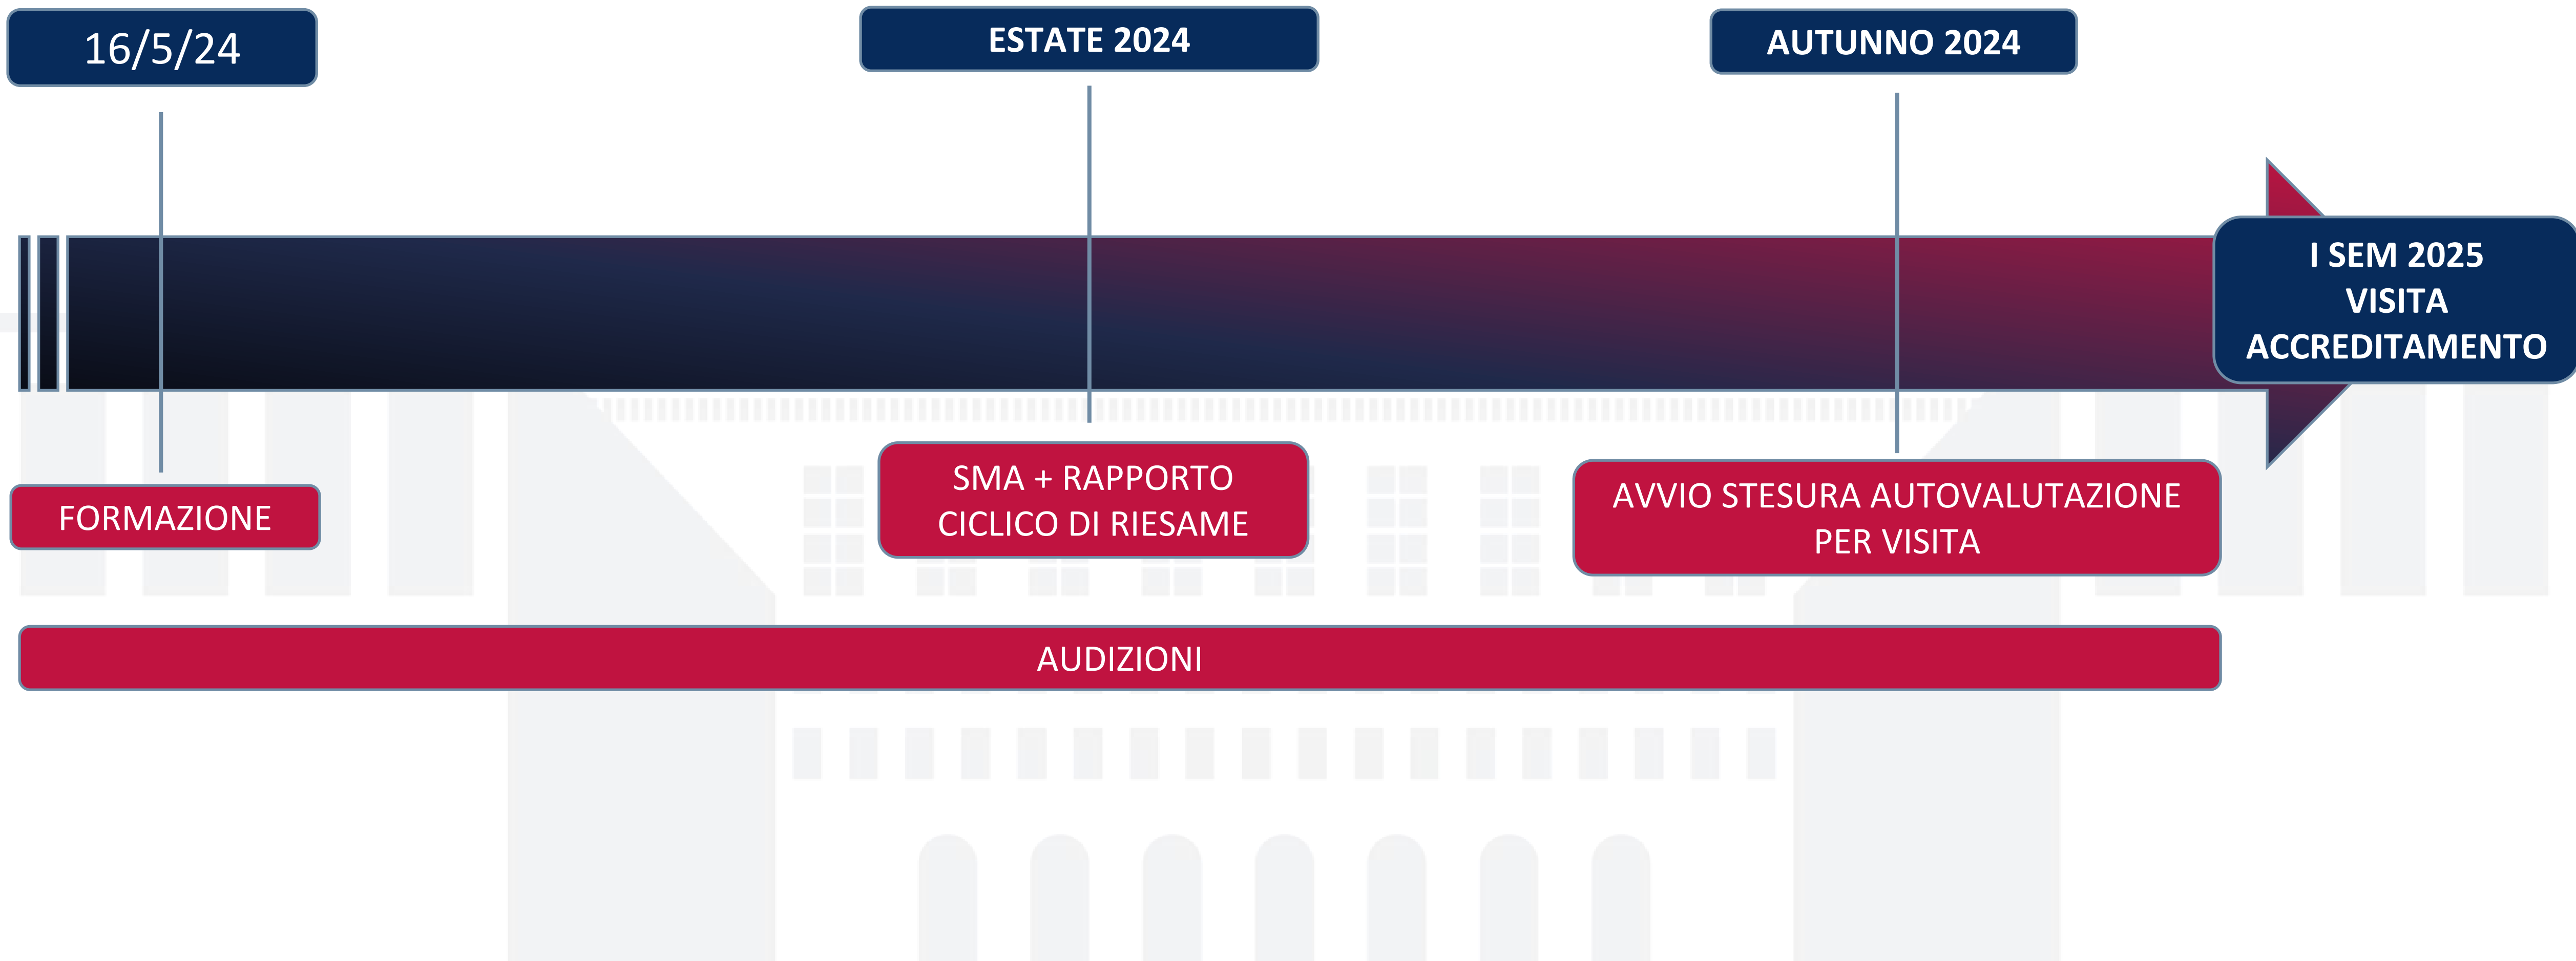 16/5/24
ESTATE 2024
AUTUNNO 2024
I SEM 2025
VISITA
ACCREDITAMENTO
FORMAZIONE
SMA + RAPPORTO
CICLICO DI RIESAME
AVVIO STESURA AUTOVALUTAZIONE
PER VISITA
AUDIZIONI